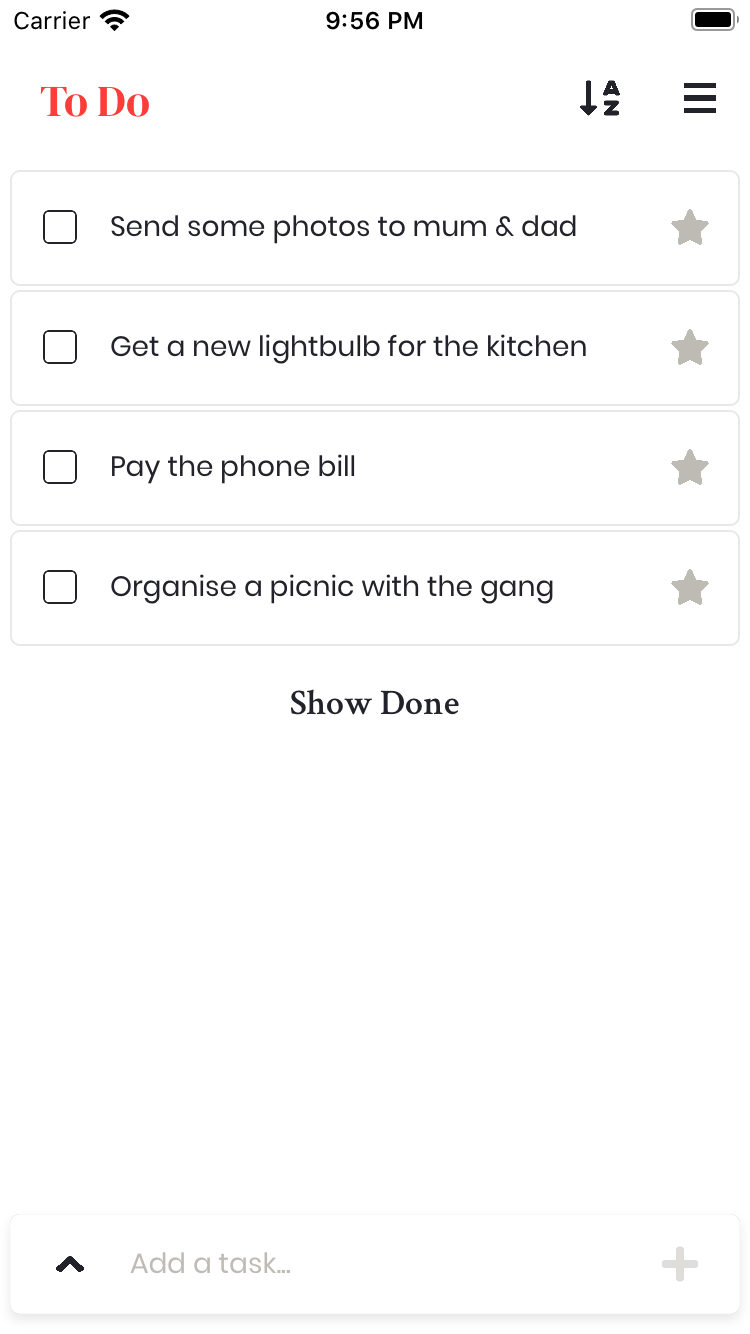 Carrier 9:56 PM
To Do
A
Z
Send some photos to mum & dad
Get a new lightbulb for the kitchen
Pay the phone bill
Organise a picnic with the gang
Show Done
Add a task...